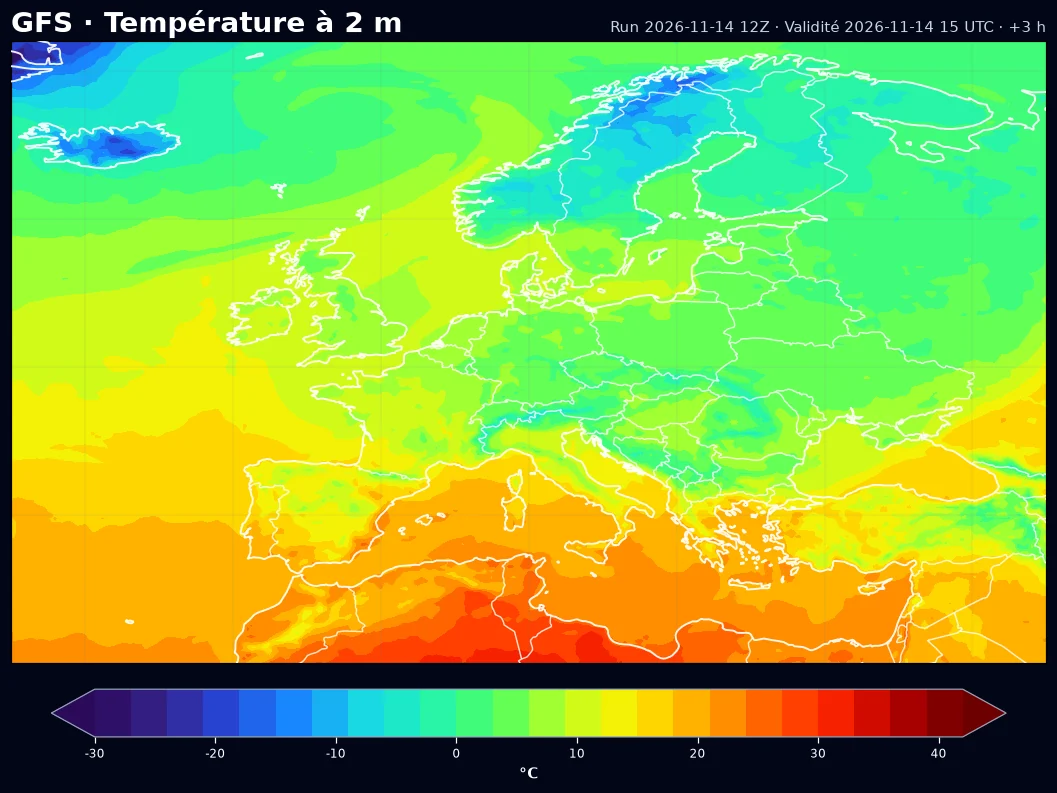 GFS · Température à 2 m
Run 2026-11-14 12Z · Validité 2026-11-14 15 UTC · +3 h
-30 -20 -10 0 10 20 30 40
°C